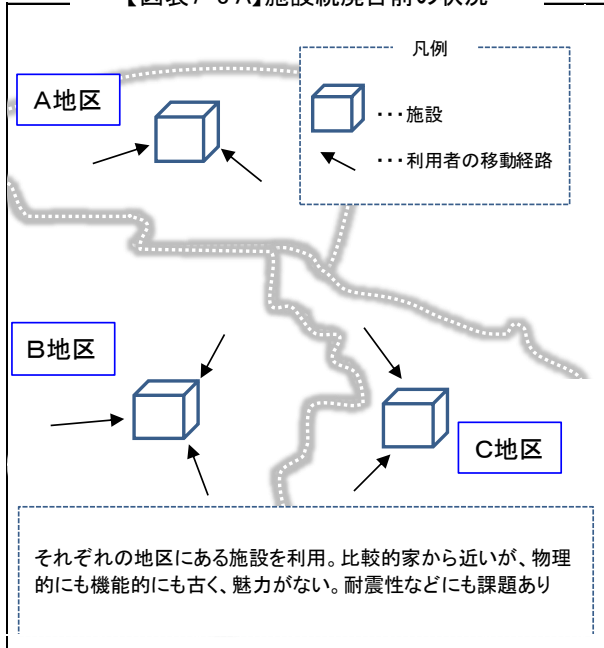 【図表7-3 A】施設統廃合前の状況
凡例
A地区
・・・施設
・・・利用者の移動経路
B地区
C地区
それぞれの地区にある施設を利用。比較的家から近いが、物理
的にも機能的にも古く、魅力がない。耐震性などにも課題あり